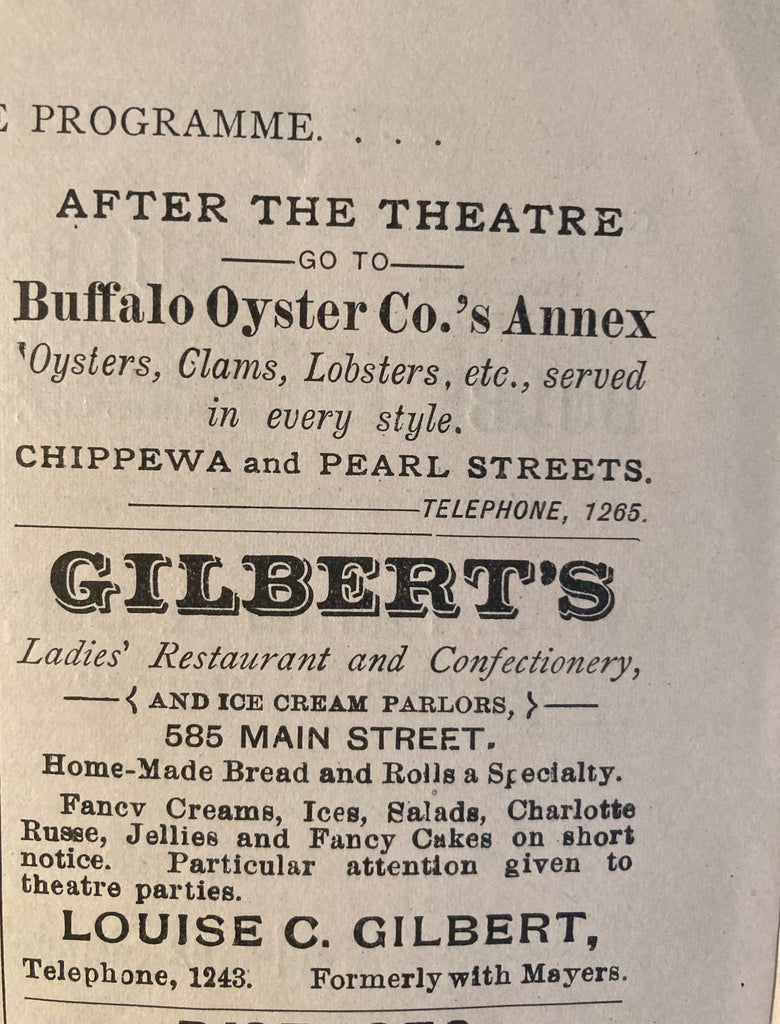 PROGRAMME. . . .
AFTER THE THEATRE
GO TO
Buffalo Oyster Co.'s Annex
Oysters, Clams, Lobsters, etc., served
in every style.
CHIPPEWA and PEARL STREETS.
TELEPHONE, 1265.
GILBERT'S
Ladies' Restaurant and Confectionery,
AND ICE CREAM PARLORS,
585 MAIN STREET.
Home-Made Bread and Rolls a Specialty.
Fancy Creams, Ices, Salads, Charlotte
Russe, Jellies and Fancy Cakes on short
notice. Particular attention given to
theatre parties.
LOUISE C. GILBERT,
Telephone, 1243. Formerly with Mayers.